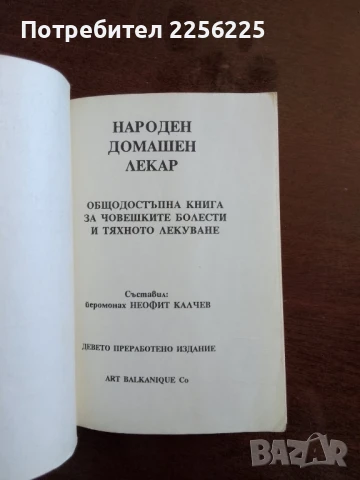 Потребител 2256225
НАРОДЕН
ДОМАШЕН
ЛЕКАР
ОБЩОДОСТЪПНА КНИГА
ЗА ЧОВЕШКИТЕ БОЛЕСТИ
И ТЯХНОТО ЛЕКУВАНЕ
Съставил:
йеромонах НЕОФИТ КАЛЧЕВ
ДЕВЕТО ПРЕРАБОТЕНО ИЗДАНИЕ
ART BALKANIQUE Co
BAZAR